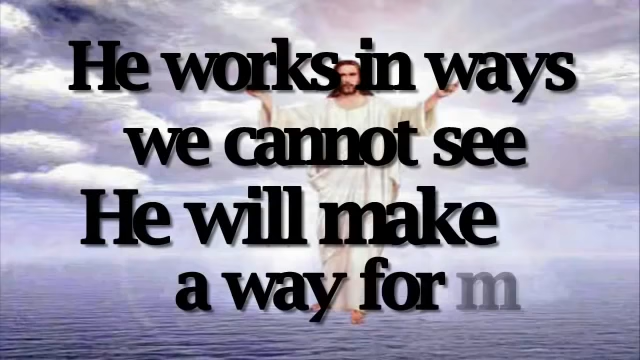 He works in ways
we cannot see
He will make
a way for m